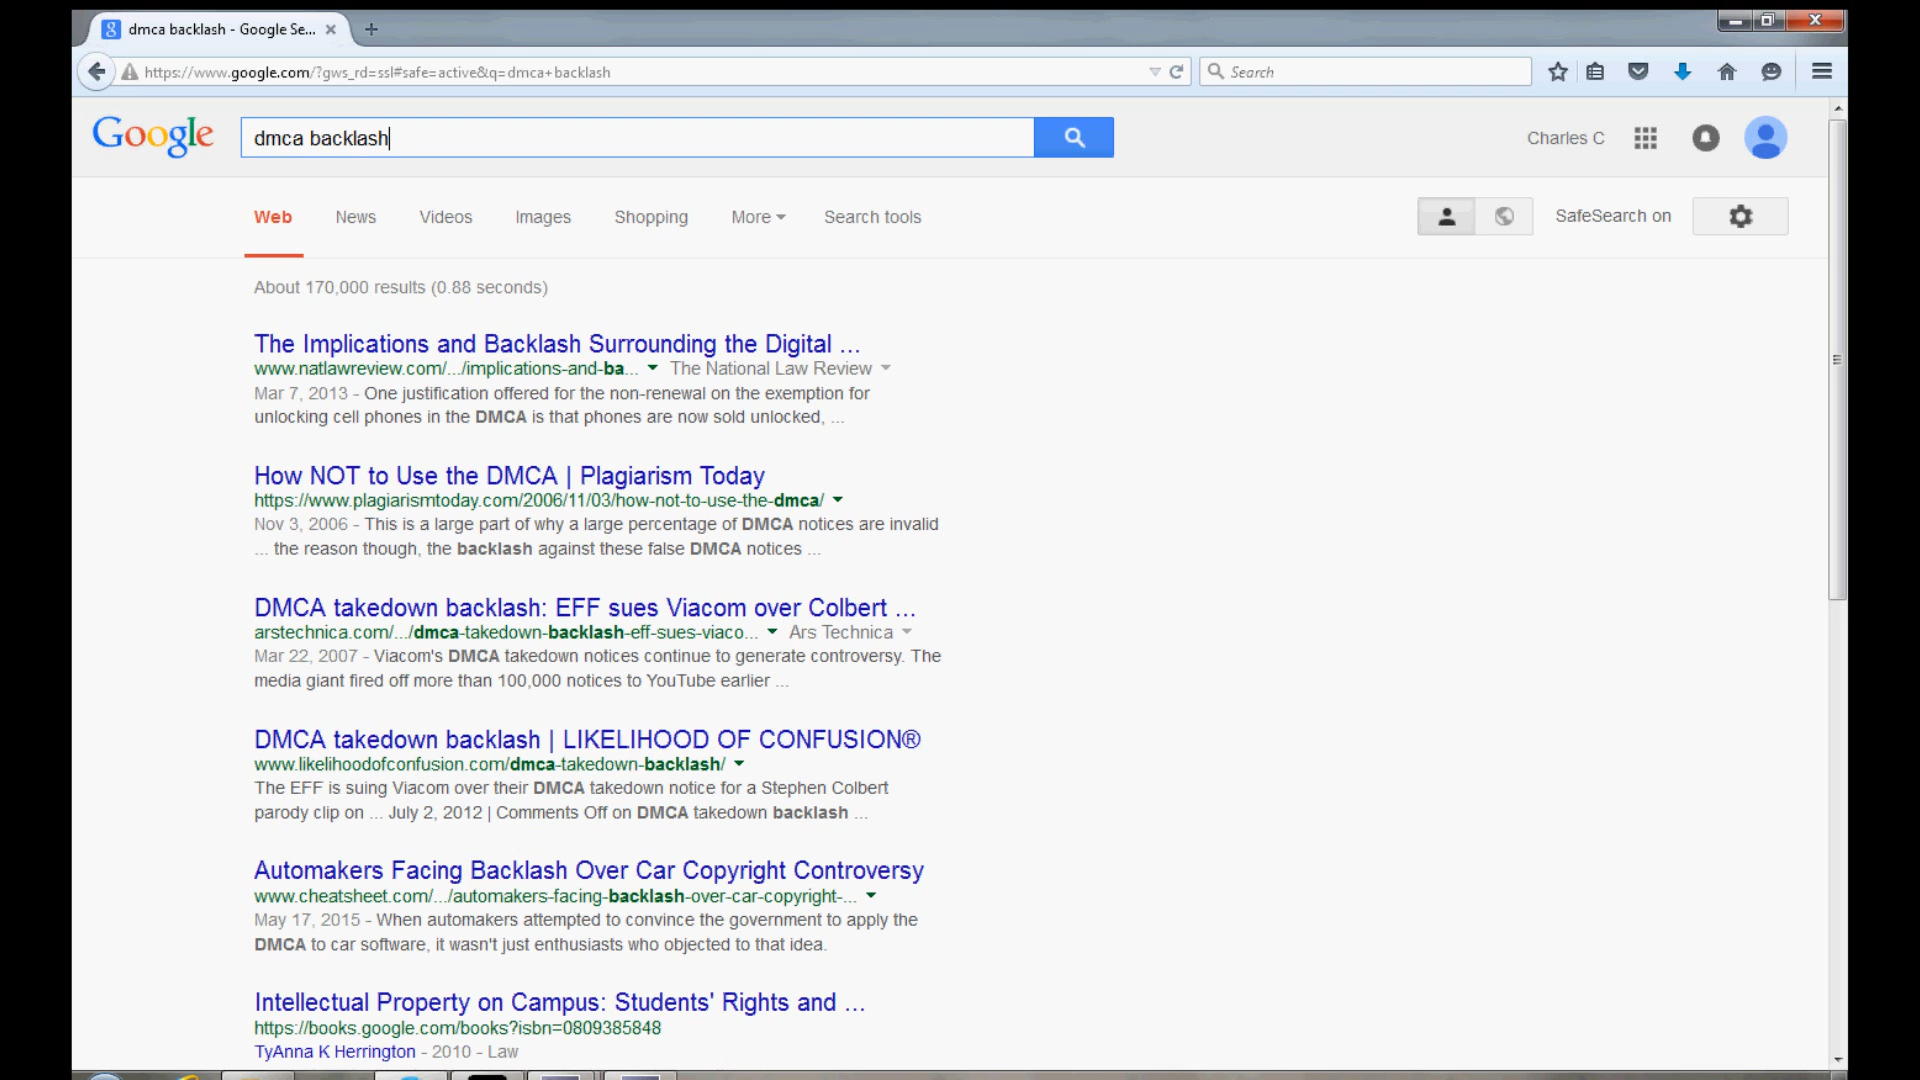 dmca backlash - Google Se...
https://www.google.com/?gws_rd=ssl#safe=active&q=dmca+backlash
Search
Google
dmca backlash
Charles C
Web News Videos Images Shopping More Search tools
SafeSearch on
About 170,000 results (0.88 seconds)
The Implications and Backlash Surrounding the Digital ...
www.natlawreview.com/.../implications-and-ba... The National Law Review
Mar 7, 2013 - One justification offered for the non-renewal on the exemption for
unlocking cell phones in the DMCA is that phones are now sold unlocked, ...
How NOT to Use the DMCA | Plagiarism Today
https://www.plagiarismtoday.com/2006/11/03/how-not-to-use-the-dmca/
Nov 3, 2006 - This is a large part of why a large percentage of DMCA notices are invalid
... the reason though, the backlash against these false DMCA notices ...
DMCA takedown backlash: EFF sues Viacom over Colbert ...
arstechnica.com/.../dmca-takedown-backlash-eff-sues-viaco... Ars Technica
Mar 22, 2007 - Viacom's DMCA takedown notices continue to generate controversy. The
media giant fired off more than 100,000 notices to YouTube earlier ...
DMCA takedown backlash | LIKELIHOOD OF CONFUSION®
www.likelihoodofconfusion.com/dmca-takedown-backlash/
The EFF is suing Viacom over their DMCA takedown notice for a Stephen Colbert
parody clip on ... July 2, 2012 | Comments Off on DMCA takedown backlash ...
Automakers Facing Backlash Over Car Copyright Controversy
www.cheatsheet.com/.../automakers-facing-backlash-over-car-copyright-...
May 17, 2015 - When automakers attempted to convince the government to apply the
DMCA to car software, it wasn't just enthusiasts who objected to that idea.
Intellectual Property on Campus: Students' Rights and ...
https://books.google.com/books?isbn=0809385848
TyAnna K Herrington - 2010 - Law